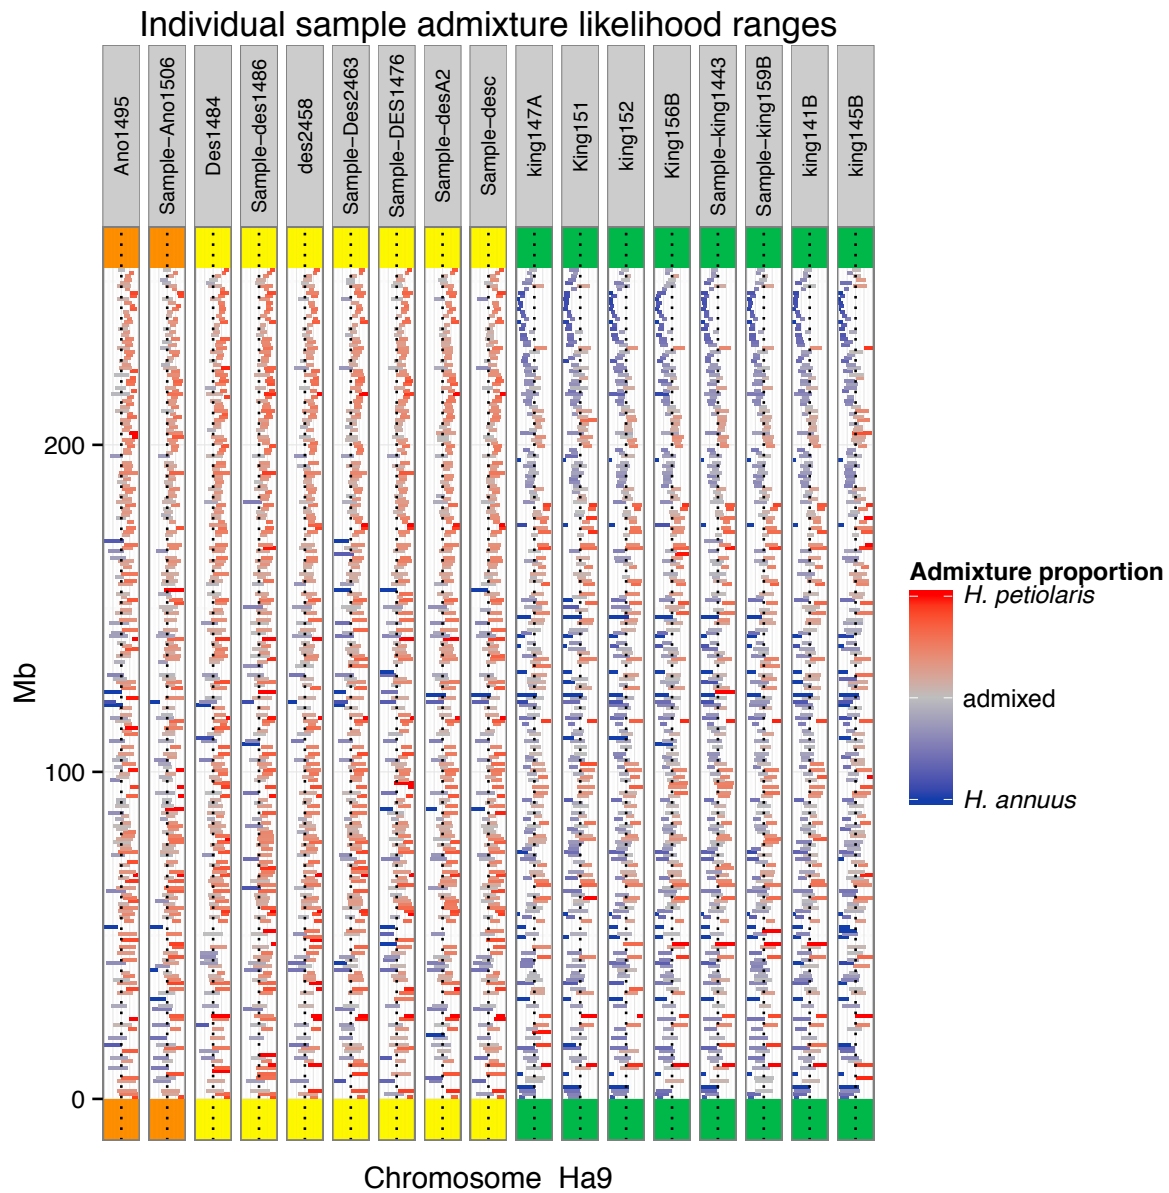 Individual sample admixture likelihood ranges
Ano1495
Sample−Ano1506
Des1484
Sample−des1486
des2458
Sample−Des2463
Sample−DES1476
Sample−desA2
Sample−desc
king147A
King151
king152
King156B
Sample−king1443
Sample−king159B
king141B
king145B
200
100
0
Mb
Chromosome Ha9
Admixture proportion
H. petiolaris
admixed
H. annuus